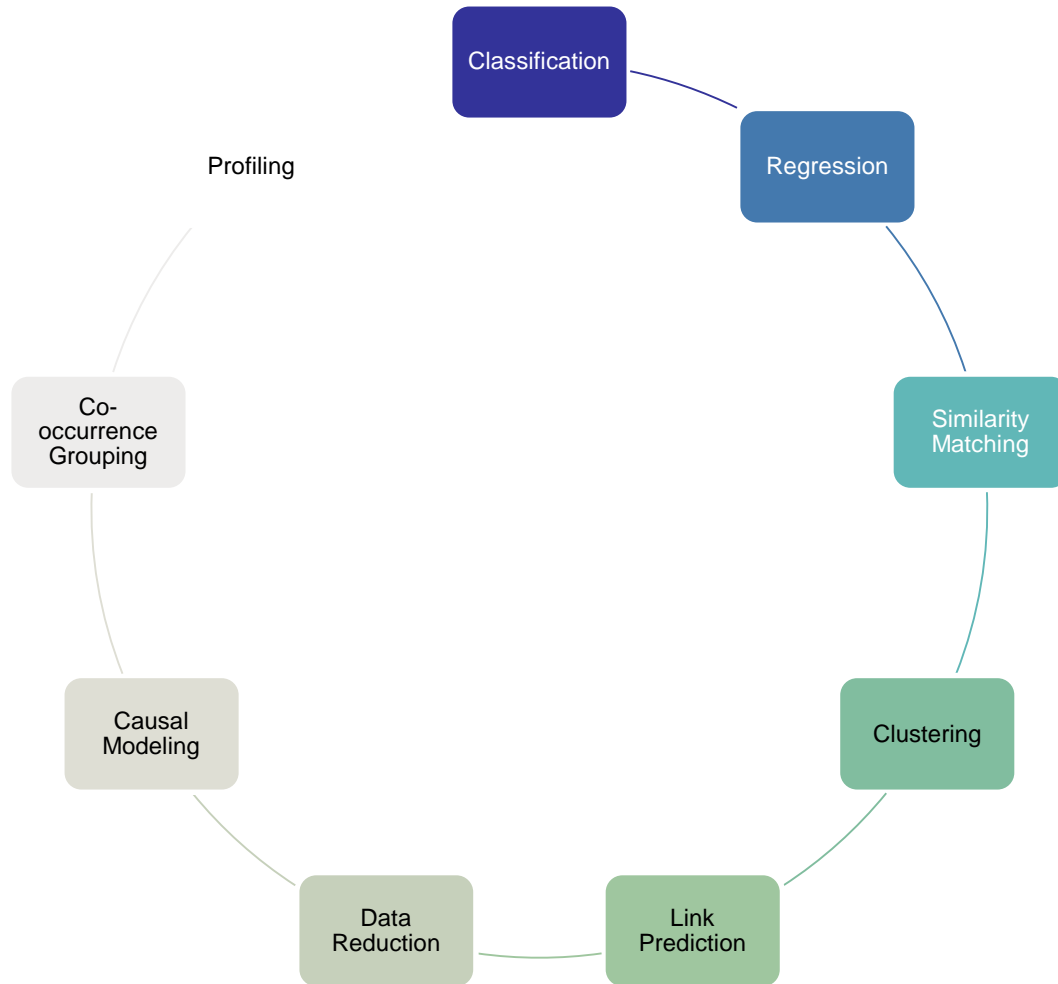 Classification
Regression
Similarity
Matching
Clustering
Link
Prediction
Data
Reduction
Causal
Modeling
Co-
occurrence
Grouping
Profiling